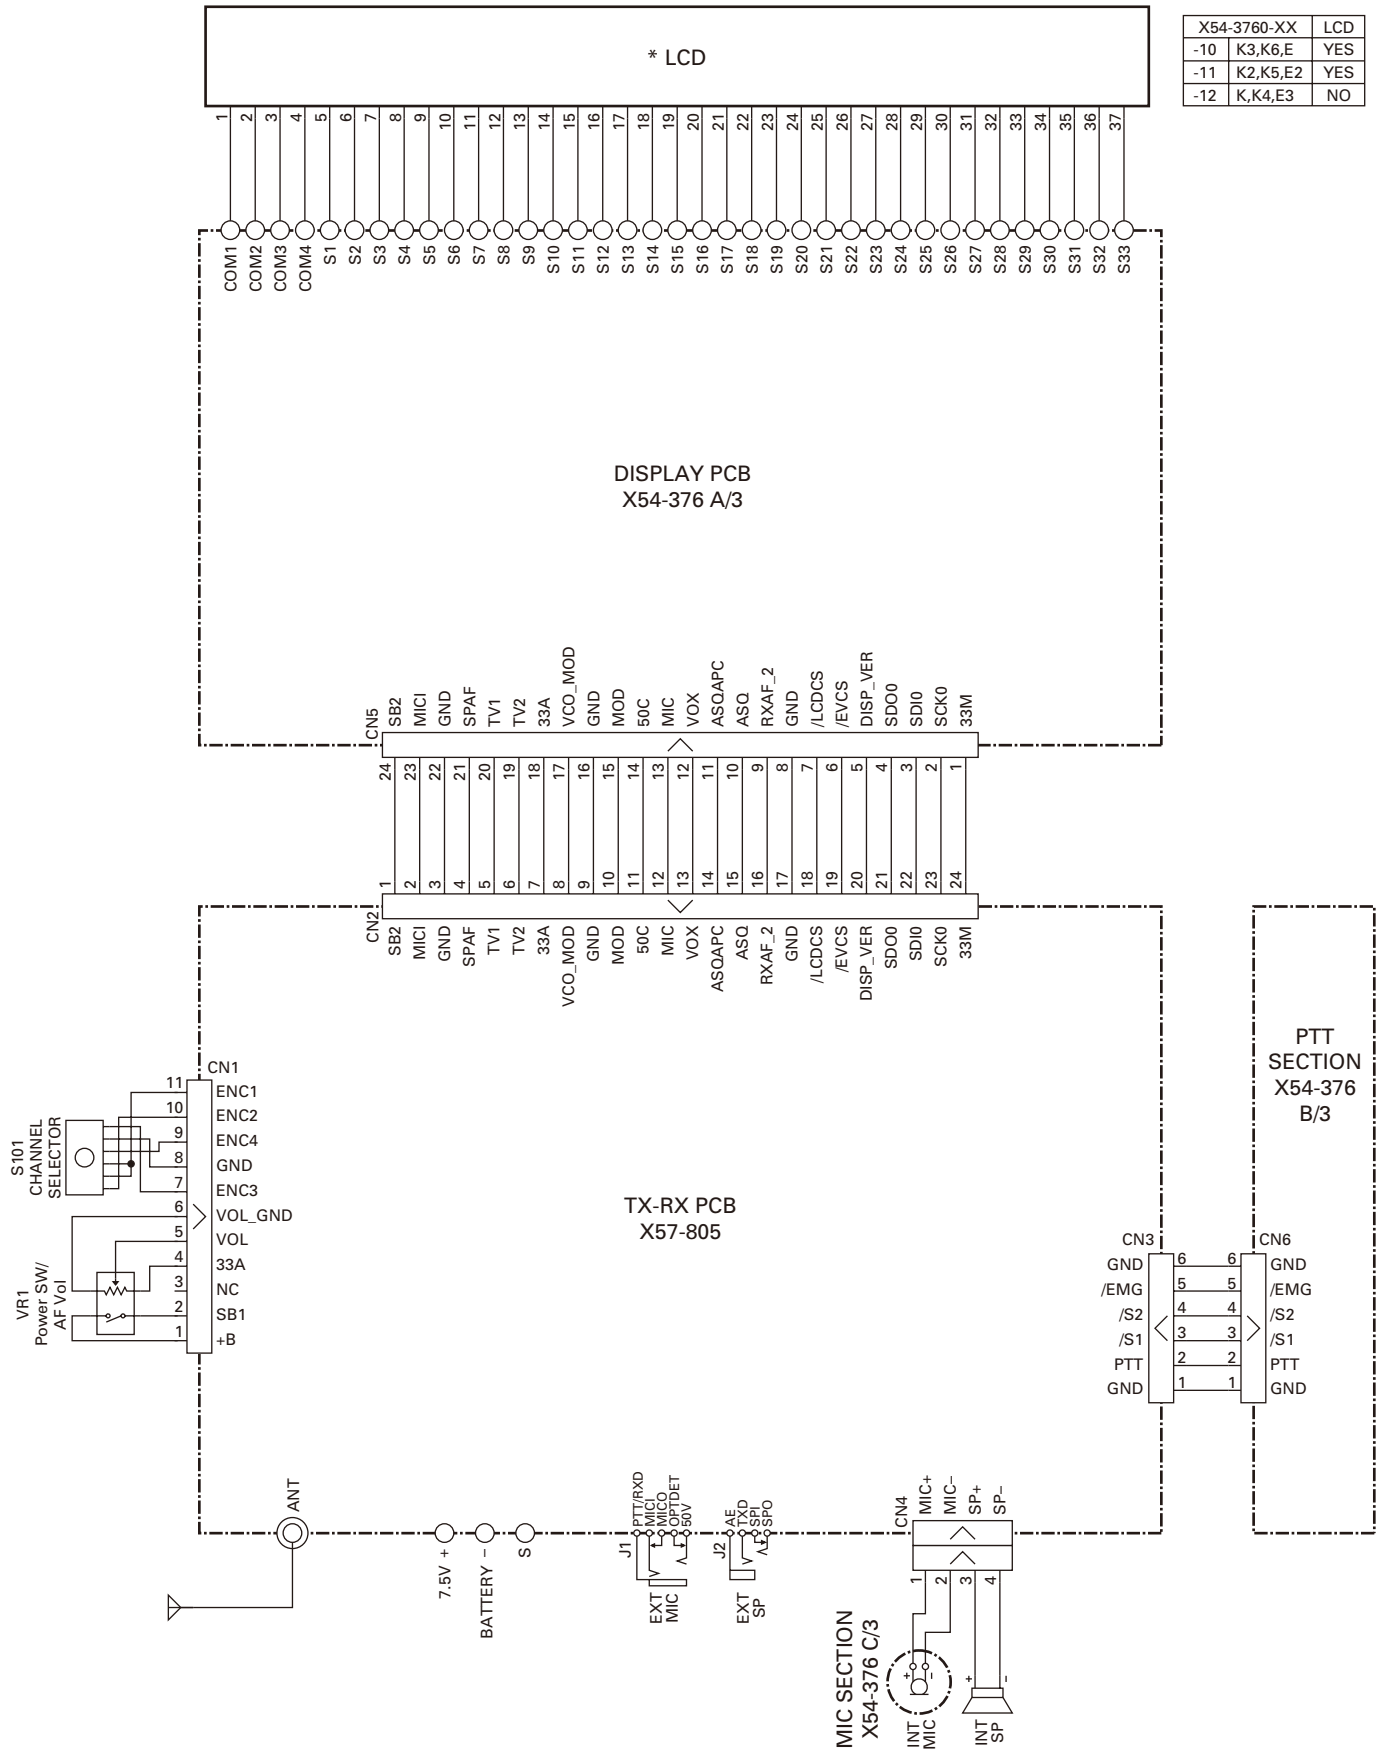 * LCD
X54-3760-XX LCD
-10 K3,K6,E YES
-11 K2,K5,E2 YES
-12 K,K4,E3 NO
1 2 3 4 5 6 7 8 9 10 11 12 13 14 15 16 17 18 19 20 21 22 23 24 25 26 27 28 29 30 31 32 33 34 35 36 37
COM1 COM2 COM3 COM4 S1 S2 S3 S4 S5 S6 S7 S8 S9 S10 S11 S12 S13 S14 S15 S16 S17 S18 S19 S20 S21 S22 S23 S24 S25 S26 S27 S28 S29 S30 S31 S32 S33
DISPLAY PCB
X54-376 A/3
CN5
SB2 MICI GND SPAF TV1 TV2 33A VCO_MOD GND MOD 50C MIC VOX ASQAPC ASQ RXAF_2 GND /LCDCS /EVCS DISP_VER SDO0 SDI0 SCK0 33M
24 23 22 21 20 19 18 17 16 15 14 13 12 11 10 9 8 7 6 5 4 3 2 1
1 2 3 4 5 6 7 8 9 10 11 12 13 14 15 16 17 18 19 20 21 22 23 24
CN2
SB2 MICI GND SPAF TV1 TV2 33A VCO_MOD GND MOD 50C MIC VOX ASQAPC ASQ RXAF_2 GND /LCDCS /EVCS DISP_VER SDO0 SDI0 SCK0 33M
PTT
SECTION
X54-376
B/3
CN1
11 ENC1
10 ENC2
9 ENC4
8 GND
7 ENC3
6 VOL_GND
5 VOL
4 33A
3 NC
2 SB1
1 +B
S101
CHANNEL
SELECTOR
VR1
Power SW/
AF Vol
TX-RX PCB
X57-805
CN3 CN6
GND 6 6 GND
/EMG 5 5 /EMG
/S2 4 4 /S2
/S1 3 3 /S1
PTT 2 2 PTT
GND 1 1 GND
ANT
7.5V +
BATTERY –
S
J1
PTT/RXD
MICI
MICO
OPTDET
50V
EXT
MIC
J2
AE
TXD
SPI
SPO
EXT
SP
CN4
MIC+
MIC–
SP+
SP–
1 2 3 4
MIC SECTION
X54-376 C/3
+ –
INT
MIC
+ –
INT
SP